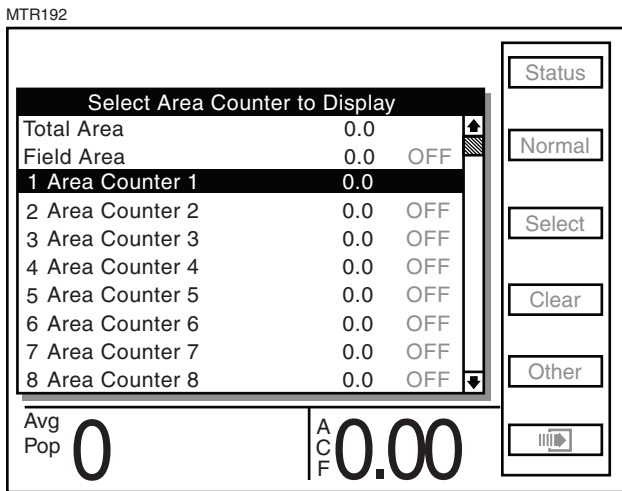 MTR192
Select Area Counter to Display
Total Area 0.0
Field Area 0.0 OFF
1 Area Counter 1 0.0
2 Area Counter 2 0.0 OFF
3 Area Counter 3 0.0 OFF
4 Area Counter 4 0.0 OFF
5 Area Counter 5 0.0 OFF
6 Area Counter 6 0.0 OFF
7 Area Counter 7 0.0 OFF
8 Area Counter 8 0.0 OFF
Avg
Pop 0
ACF 0.00
Status
Normal
Select
Clear
Other